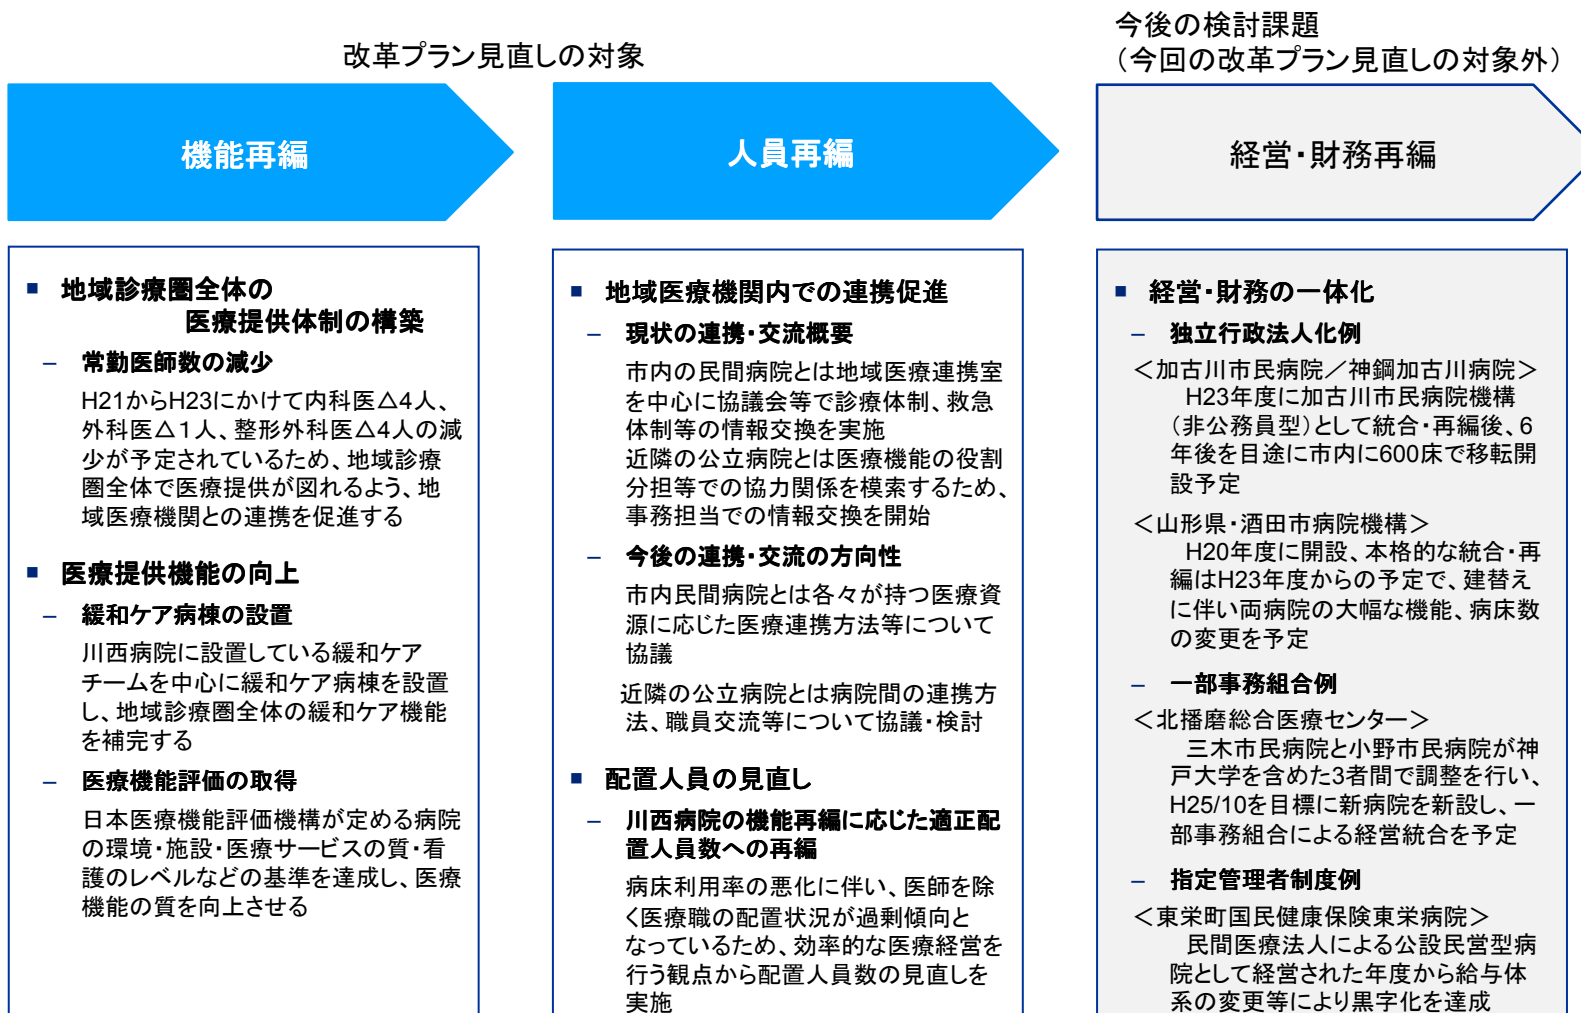 改革プラン見直しの対象
今後の検討課題
（今回の改革プラン見直しの対象外）
機能再編
人員再編
経営・財務再編
■ 地域診療圏全体の
医療提供体制の構築
– 常勤医師数の減少
H21からH23にかけて内科医△4人、
外科医△１人、整形外科医△4人の減
少が予定されているため、地域診療
圏全体で医療提供が図れるよう、地
域医療機関との連携を促進する
■ 医療提供機能の向上
– 緩和ケア病棟の設置
川西病院に設置している緩和ケア
チームを中心に緩和ケア病棟を設置
し、地域診療圏全体の緩和ケア機能
を補完する
– 医療機能評価の取得
日本医療機能評価機構が定める病院
の環境・施設・医療サービスの質・看
護のレベルなどの基準を達成し、医療
機能の質を向上させる
■ 地域医療機関内での連携促進
– 現状の連携・交流概要
市内の民間病院とは地域医療連携室
を中心に協議会等で診療体制、救急
体制等の情報交換を実施
近隣の公立病院とは医療機能の役割
分担等での協力関係を模索するため、
事務担当での情報交換を開始
– 今後の連携・交流の方向性
市内民間病院とは各々が持つ医療資
源に応じた医療連携方法等について
協議
近隣の公立病院とは病院間の連携方
法、職員交流等について協議・検討
■ 配置人員の見直し
– 川西病院の機能再編に応じた適正配
置人員数への再編
病床利用率の悪化に伴い、医師を除
く医療職の配置状況が過剰傾向と
なっているため、効率的な医療経営を
行う観点から配置人員数の見直しを
実施
■ 経営・財務の一体化
– 独立行政法人化例
＜加古川市民病院／神鋼加古川病院＞
H23年度に加古川市民病院機構
（非公務員型）として統合・再編後、6
年後を目途に市内に600床で移転開
設予定
＜山形県・酒田市病院機構＞
H20年度に開設、本格的な統合・再
編はH23年度からの予定で、建替え
に伴い両病院の大幅な機能、病床数
の変更を予定
– 一部事務組合例
＜北播磨総合医療センター＞
三木市民病院と小野市民病院が神
戸大学を含めた3者間で調整を行い、
H25/10を目標に新病院を新設し、一
部事務組合による経営統合を予定
– 指定管理者制度例
＜東栄町国民健康保険東栄病院＞
民間医療法人による公設民営型病
院として経営された年度から給与体
系の変更等により黒字化を達成